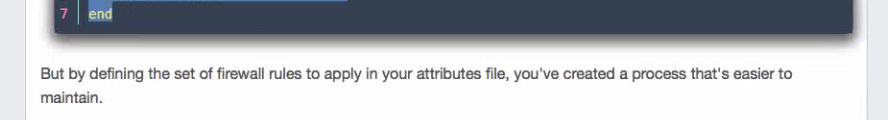 7 end
But by defining the set of firewall rules to apply in your attributes file, you've created a process that's easier to
maintain.